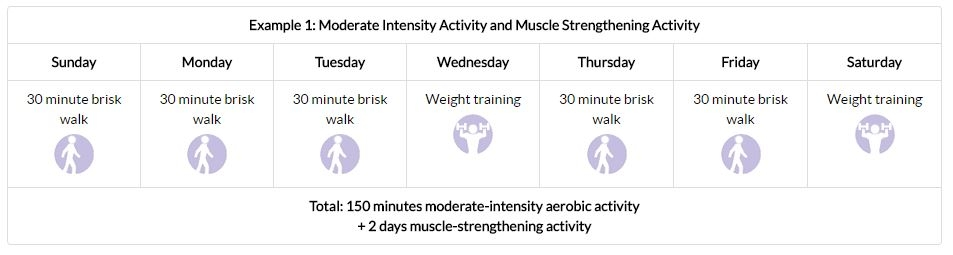 Example 1: Moderate Intensity Activity and Muscle Strengthening Activity
Sunday Monday Tuesday Wednesday Thursday Friday Saturday
30 minute brisk walk
30 minute brisk walk
30 minute brisk walk
Weight training
30 minute brisk walk
30 minute brisk walk
Weight training
Total: 150 minutes moderate-intensity aerobic activity
+ 2 days muscle-strengthening activity